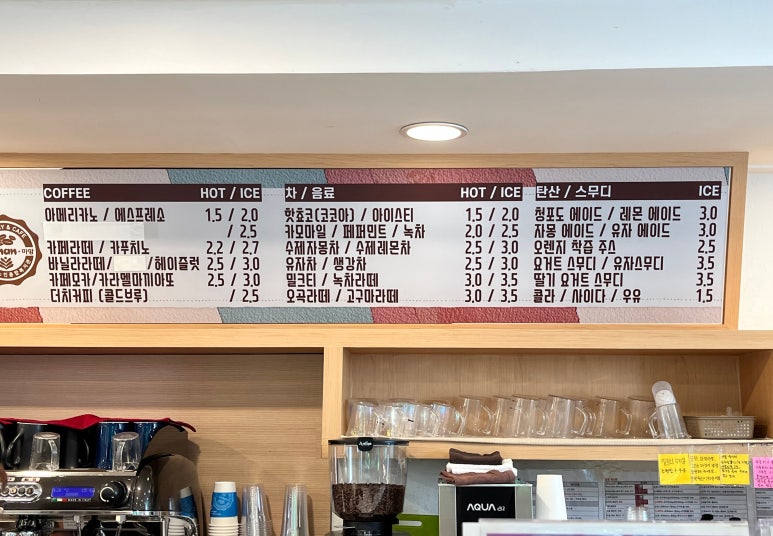 COFFEE HOT / ICE
아메리카노 / 에스프레소 1.5 / 2.0
/ 2.5
카페라떼 / 카푸치노 2.2 / 2.7
바닐라라떼/ /헤이즐럿 2.5 / 3.0
카페모카/카라멜마끼아또 2.5 / 3.0
더치커피 (콜드브루) / 2.5
차 / 음료 HOT / ICE
핫쵸코(코코아) / 아이스티 1.5 / 2.0
카모마일 / 페퍼민트 / 녹차 2.0 / 2.5
수제자몽차 / 수제레몬차 2.5 / 3.0
유자차 / 생강차 2.5 / 3.0
밀크티 / 녹차라떼 3.0 / 3.5
오곡라떼 / 고구마라떼 3.0 / 3.5
탄산 / 스무디 ICE
청포도 에이드 / 레몬 에이드 3.0
자몽 에이드 / 유자 에이드 3.0
오렌지 착즙 주스 2.5
요거트 스무디 / 유자스무디 3.5
딸기 요거트 스무디 3.5
콜라 / 사이다 / 우유 1.5
AQUA